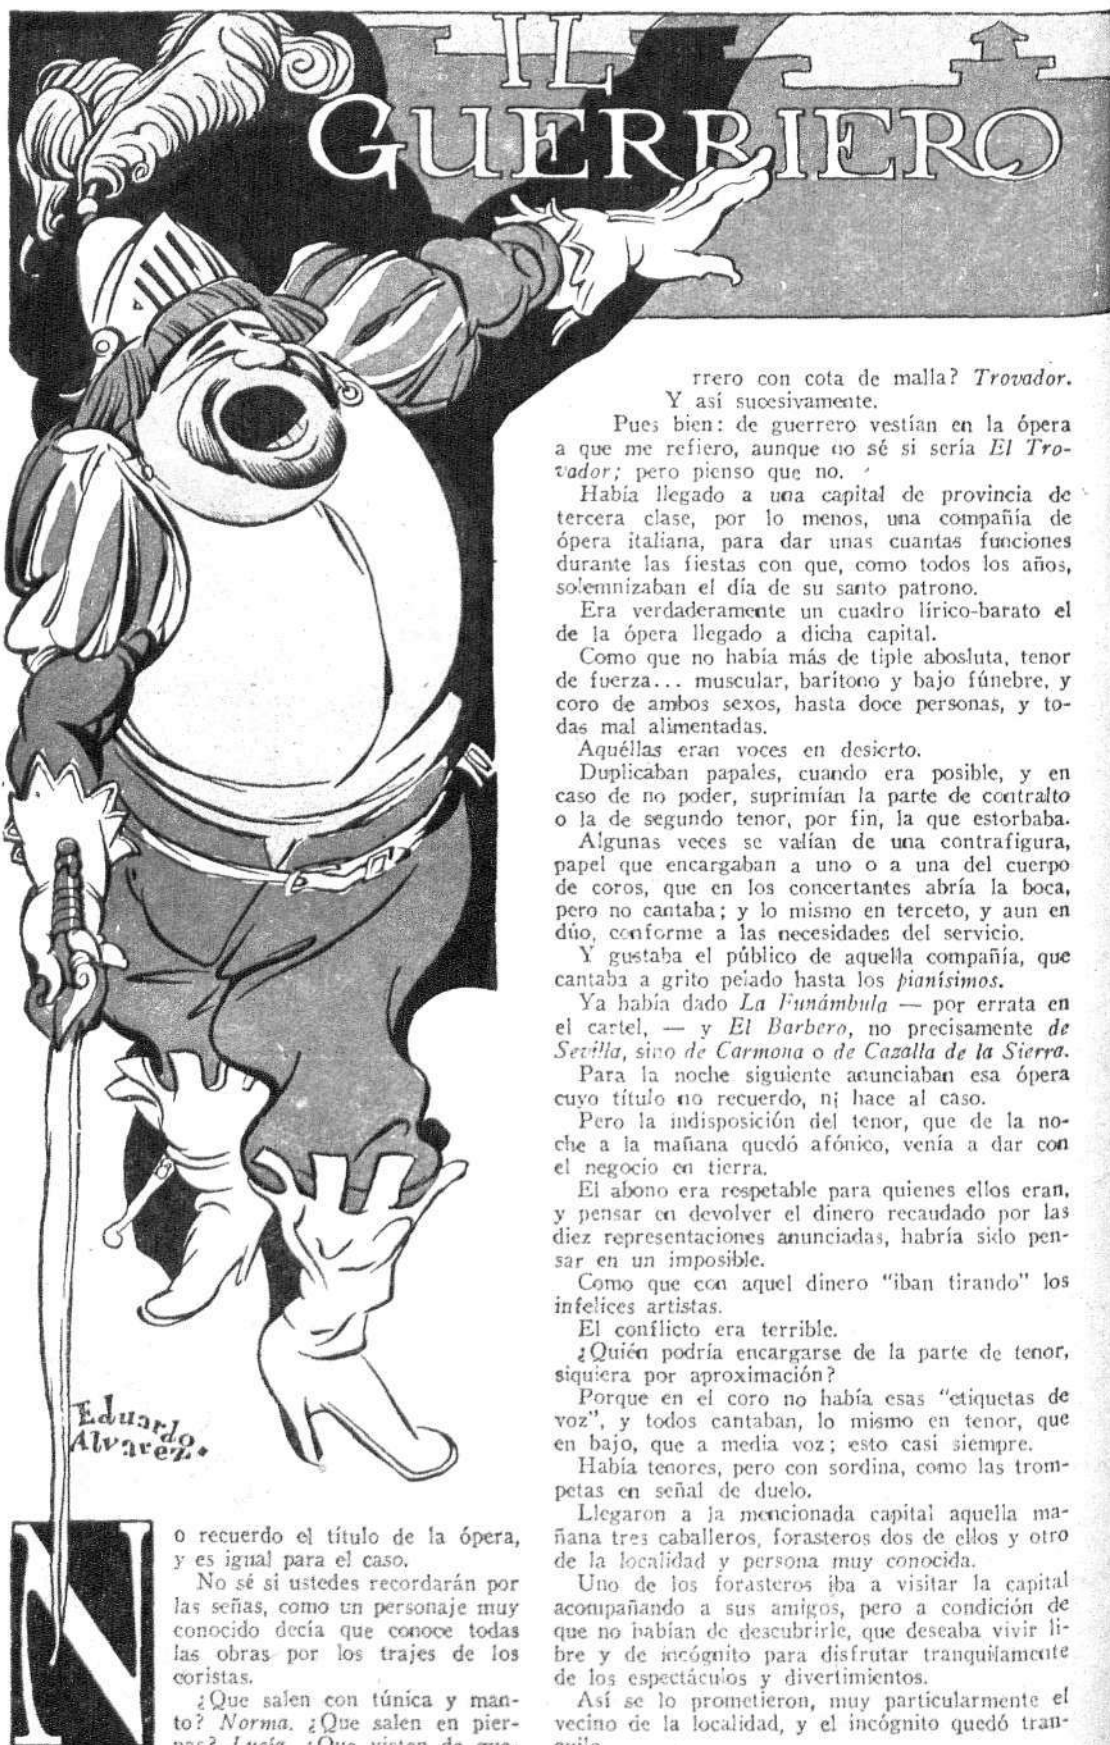 IL
GUERRIERO
Eduardo
Alvarez.
No recuerdo el título de la ópera,
y es igual para el caso.
No sé si ustedes recordarán por
las señas, como un personaje muy
conocido decía que conoce todas
las obras por los trajes de los
coristas.
¿Que salen con túnica y man-
to? Norma. ¿Que salen en pier-
nas? Lucía. ¿Que visten de gue-
rrero con cota de malla? Trovador.
Y así sucesivamente.
Pues bien: de guerrero vestían en la ópera
a que me refiero, aunque no sé si sería El Tro-
vador; pero pienso que no.
Había llegado a una capital de provincia de
tercera clase, por lo menos, una compañía de
ópera italiana, para dar unas cuantas funciones
durante las fiestas con que, como todos los años,
solemnizaban el día de su santo patrono.
Era verdaderamente un cuadro lírico-barato el
de la ópera llegado a dicha capital.
Como que no había más de tiple abosluta, tenor
de fuerza... muscular, barítono y bajo fúnebre, y
coro de ambos sexos, hasta doce personas, y to-
das mal alimentadas.
Aquéllas eran voces en desierto.
Duplicaban papales, cuando era posible, y en
caso de no poder, suprimían la parte de contralto
o la de segundo tenor, por fin, la que estorbaba.
Algunas veces se valían de una contrafigura,
papel que encargaban a uno o a una del cuerpo
de coros, que en los concertantes abría la boca,
pero no cantaba; y lo mismo en terceto, y aun en
dúo, conforme a las necesidades del servicio.
Y gustaba el público de aquella compañía, que
cantaba a grito pelado hasta los pianísimos.
Ya había dado La Funámbula — por errata en
el cartel, — y El Barbero, no precisamente de
Sevilla, sino de Carmona o de Cazalla de la Sierra.
Para la noche siguiente anunciaban esa ópera
cuyo título no recuerdo, ni hace al caso.
Pero la indisposición del tenor, que de la no-
che a la mañana quedó afónico, venía a dar con
el negocio en tierra.
El abono era respetable para quienes ellos eran,
y pensar en devolver el dinero recaudado por las
diez representaciones anunciadas, habría sido pen-
sar en un imposible.
Como que con aquel dinero "iban tirando" los
infelices artistas.
El conflicto era terrible.
¿Quién podría encargarse de la parte de tenor,
siquiera por aproximación?
Porque en el coro no había esas "etiquetas de
voz", y todos cantaban, lo mismo en tenor, que
en bajo, que a media voz; esto casi siempre.
Había tenores, pero con sordina, como las trom-
petas en señal de duelo.
Llegaron a la mencionada capital aquella ma-
ñana tres caballeros, forasteros dos de ellos y otro
de la localidad y persona muy conocida.
Uno de los forasteros iba a visitar la capital
acompañando a sus amigos, pero a condición de
que no habían de descubrirle, que deseaba vivir li-
bre y de incógnito para disfrutar tranquilamente
de los espectáculos y divertimientos.
Así se lo prometieron, muy particularmente el
vecino de la localidad, y el incógnito quedó tran-
quilo.